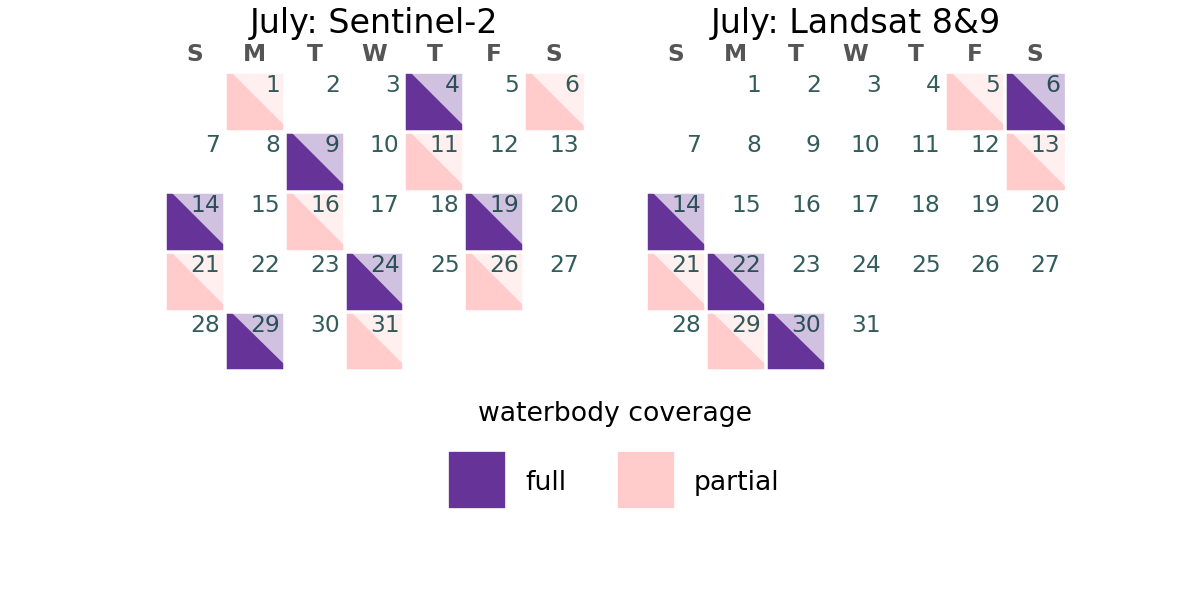 July: Sentinel-2
S M T W T F S
1 2 3 4 5 6
7 8 9 10 11 12 13
14 15 16 17 18 19 20
21 22 23 24 25 26 27
28 29 30 31
July: Landsat 8&9
S M T W T F S
1 2 3 4 5 6
7 8 9 10 11 12 13
14 15 16 17 18 19 20
21 22 23 24 25 26 27
28 29 30 31
waterbody coverage
full partial